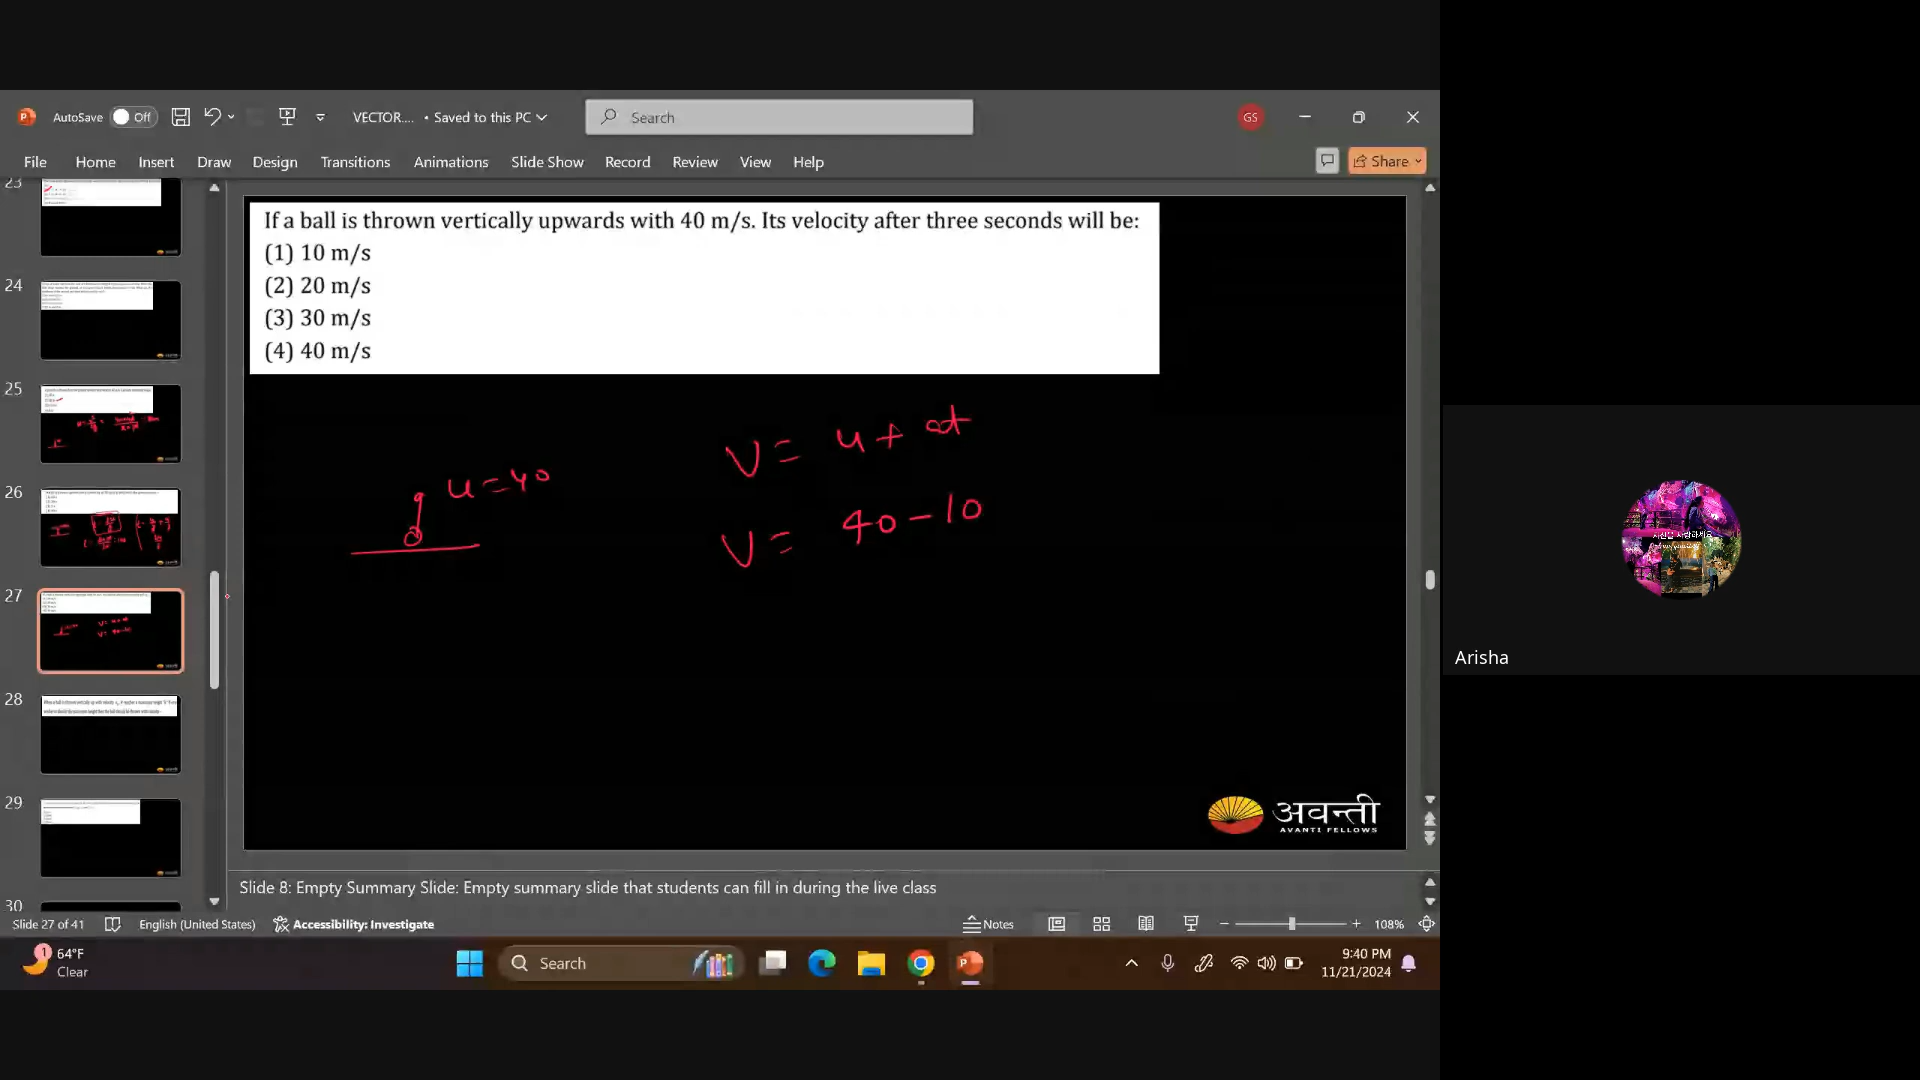 AutoSave Off VECTOR.... • Saved to this PC Search GS
File Home Insert Draw Design Transitions Animations Slide Show Record Review View Help Share
23
24
25
26
27
28
29
30
If a ball is thrown vertically upwards with 40 m/s. Its velocity after three seconds will be:
(1) 10 m/s
(2) 20 m/s
(3) 30 m/s
(4) 40 m/s
V = u + at
u = 40
V = 40 - 10
अवन्ती
AVANTI FELLOWS
Slide 8: Empty Summary Slide: Empty summary slide that students can fill in during the live class
Slide 27 of 41 English (United States) Accessibility: Investigate Notes 108%
1 64°F
Clear
Search
9:40 PM
11/21/2024
Arisha